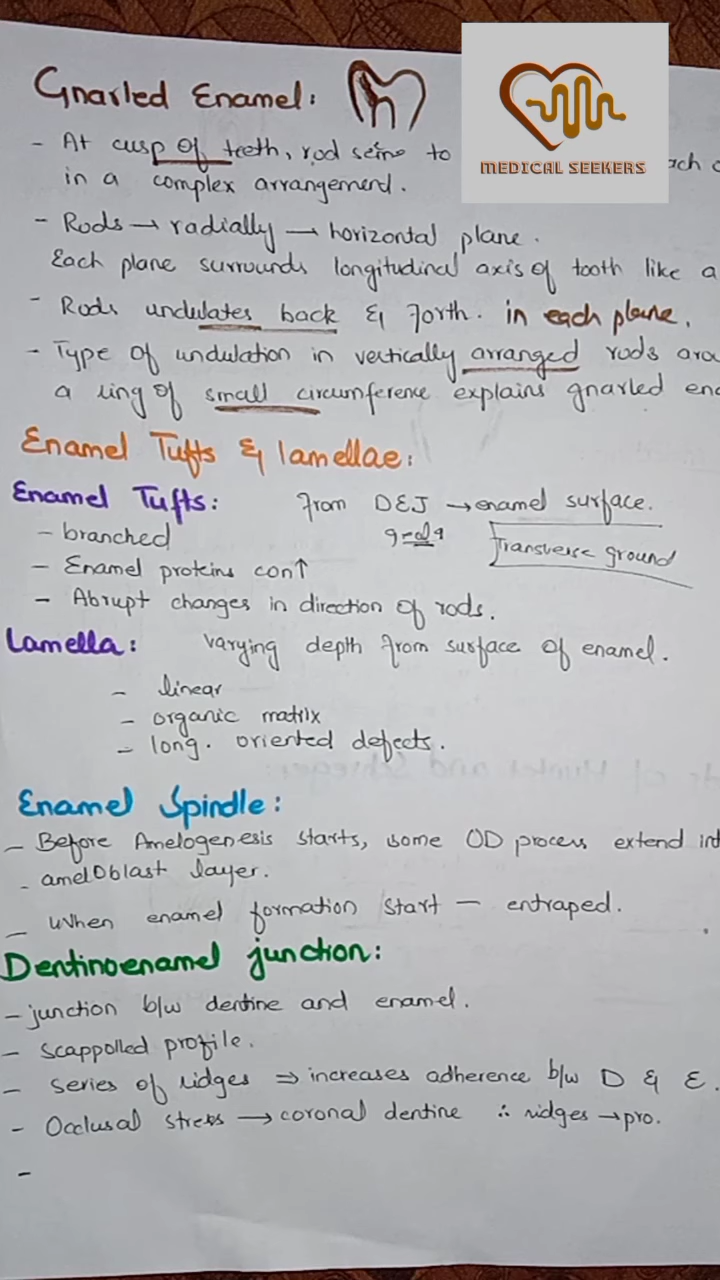 Gnarled Enamel:
MEDICAL SEEKERS
- At cusp of teeth, rod seems to
in a complex arrangement.
- Rods → radially → horizontal plane.
Each plane surrounds longitudinal axis of tooth like a
- Rods undulates back & forth. in each plane.
- Type of undulation in vertically arranged rods
a ring of small circumference explains gnarled
Enamel Tufts & lamellae:
Enamel Tufts: from DEJ → enamel surface.
- branched
Transverse ground
- Enamel proteins con↑
- Abrupt changes in direction of rods.
Lamella: varying depth from surface of enamel.
- linear
- organic matrix
- long. oriented defects.
Enamel Spindle:
- Before Amelogenesis starts, some OD process extend int
- ameloblast layer.
- When enamel formation start - entraped.
Dentinoenamel junction:
- junction b/w dentine and enamel.
- scappolled profile.
- series of ridges ⇒ increases adherence b/w D & E.
- Occlusal stress → coronal dentine ∴ ridges → pro.
-